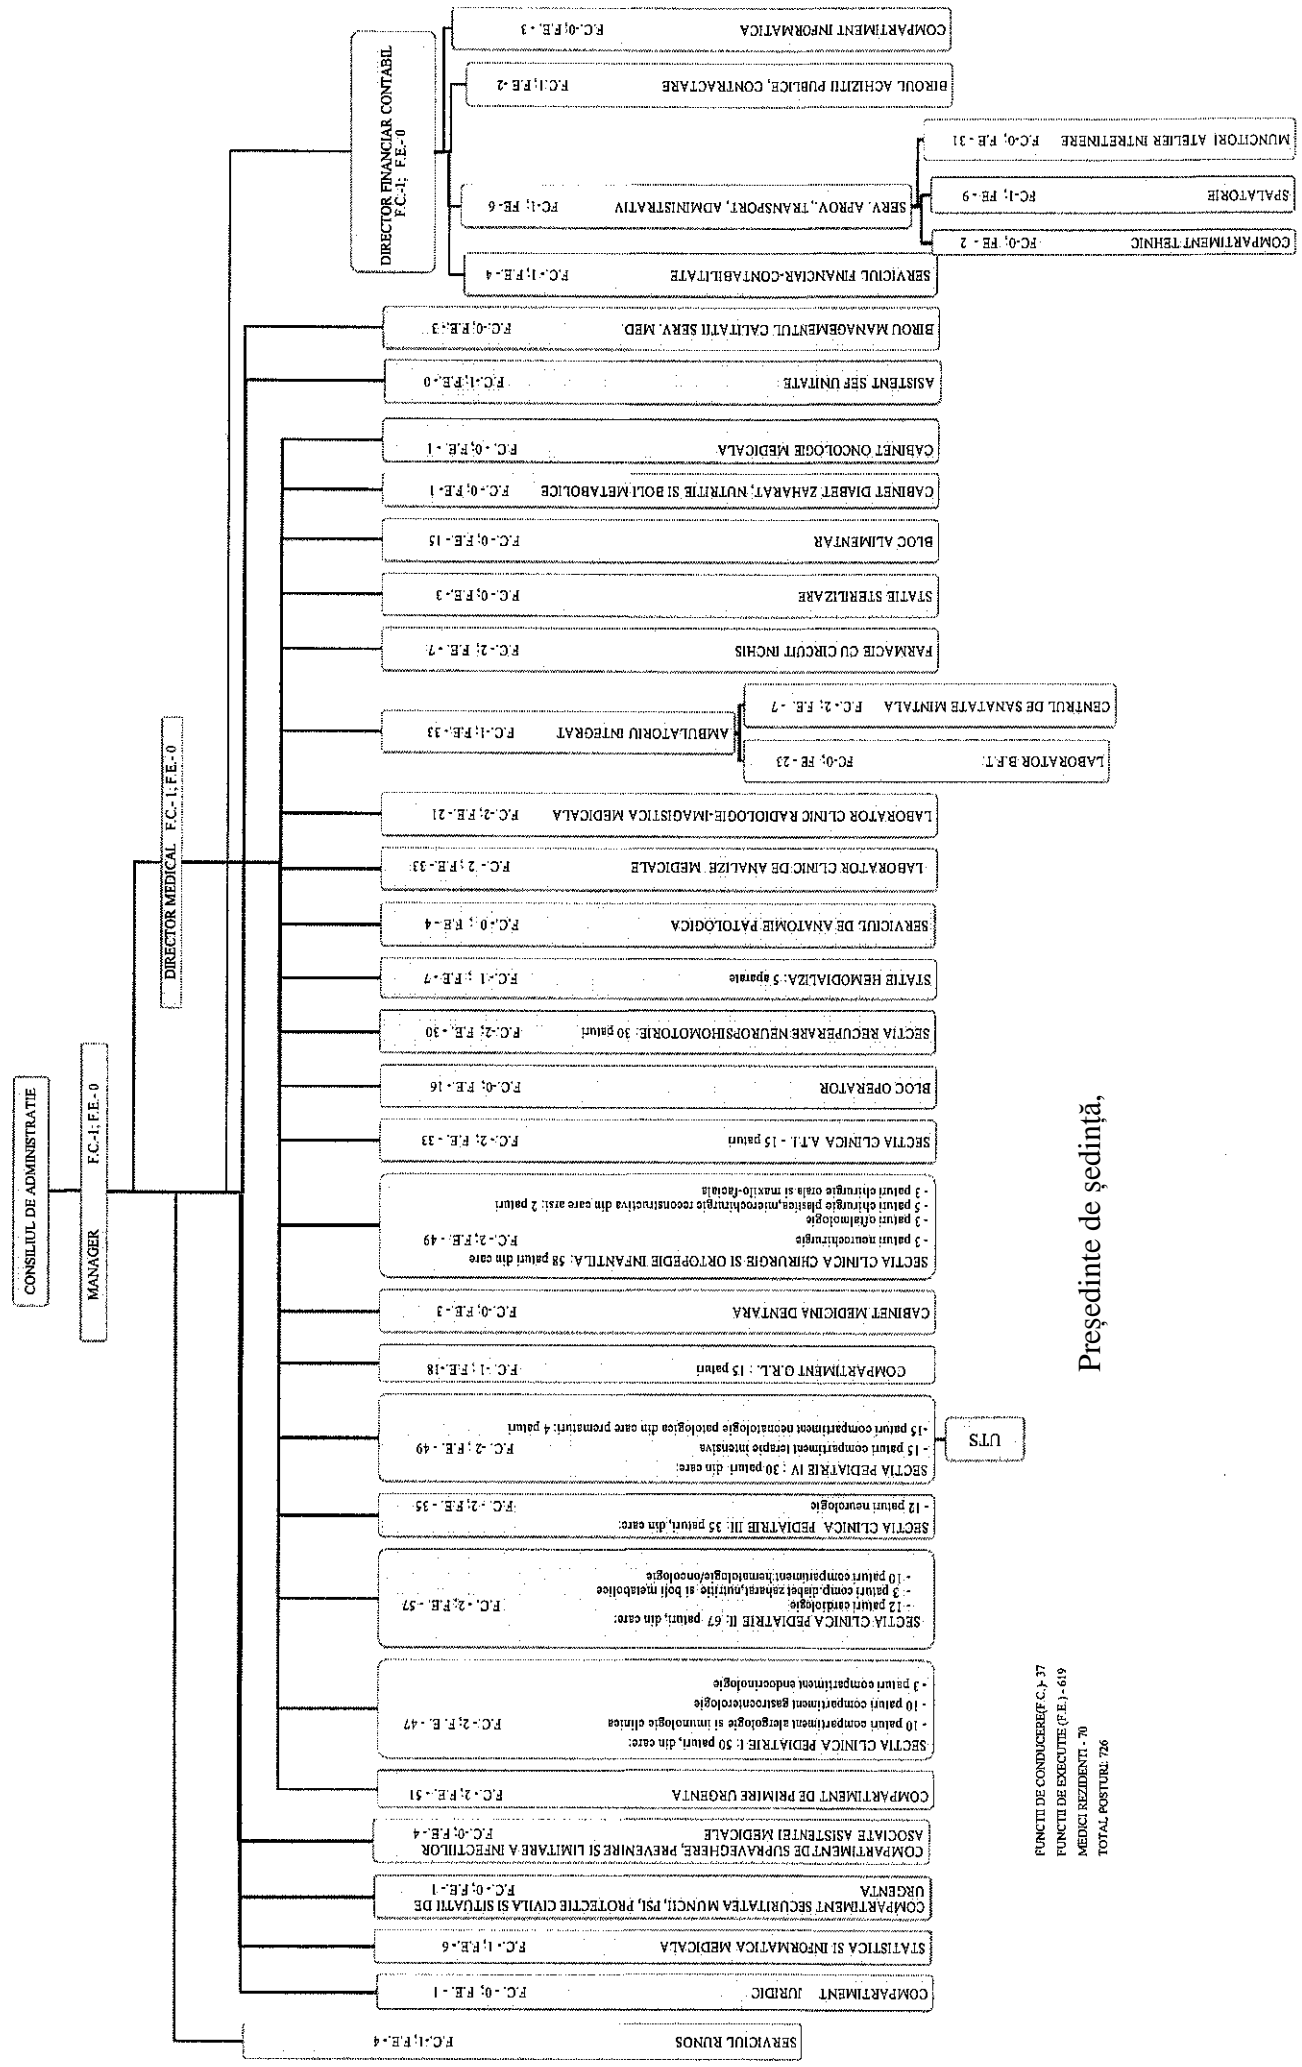 CONSILIUL DE ADMINISTRATIE
MANAGER F.C.-1; F.E.- 0
DIRECTOR MEDICAL F.C.- 1; F.E.- 0
DIRECTOR FINANCIAR CONTABIL
F.C.-1; F.E.- 0
SERVICIUL RUNOS F.C.-1; F.E.- 4
COMPARTIMENT JURIDIC F.C. - 0; F.E. - 1
STATISTICA SI INFORMATICA MEDICALA F.C. - 1; F.E.- 6
COMPARTIMENT SECURITATEA MUNCII, PSI, PROTECTIE CIVILA SI SITUATII DE
URGENTA F.C.- 0; F.E.- 1
COMPARTIMENT DE SUPRAVEGHERE, PREVENIRE SI LIMITARE A INFECTIILOR
ASOCIATE ASISTENTEI MEDICALE F.C.-0; F.E.- 4
COMPARTIMENT DE PRIMIRE URGENTA F.C. - 2; F.E. - 51
SECTIA CLINICA PEDIATRIE I: 50 paturi, din care:
- 10 paturi compartiment alergologie si imunologie clinica F.C. - 2; F. E. - 47
- 10 paturi compartiment gastroenterologie
- 3 paturi compartiment endocrinologie
SECTIA CLINICA PEDIATRIE II: 67 paturi, din care:
- 12 paturi cardiologie F.C. - 2; F.E. - 57
- 3 paturi comp. diabet zaharat,nutritie si boli metabolice
- 10 paturi compartiment hematologie/oncologie
SECTIA CLINICA PEDIATRIE III: 35 paturi, din care:
- 12 paturi neurologie F.C. - 2; F.E. - 35
SECTIA PEDIATRIE IV : 30 paturi din care:
- 15 paturi compartiment terapie intensiva F.C. -2 ; F.E. - 49
-15 paturi compartiment neonatologie patologica din care prematuri: 4 paturi
UTS
COMPARTIMENT O.R.L. : 15 paturi F.C. -1 ; F.E.-18
CABINET MEDICINA DENTARA F.C.-0; F.E.- 3
SECTIA CLINICA CHIRURGIE SI ORTOPEDIE INFANTILA: 58 paturi din care
- 3 paturi neurochirurgie F.C. - 2; F.E. - 49
- 3 paturi oftalmologie
- 5 paturi chirurgie plastica,microchirurgie reconstructiva din care arsi: 2 paturi
- 3 paturi chirurgie orala si maxilo-faciala
SECTIA CLINICA A.T.I. - 15 paturi F.C. - 2; F.E. - 33
BLOC OPERATOR F.C.-0; F.E. - 16
SECTIA RECUPERARE NEUROPSIHOMOTORIE: 30 paturi F.C.-2; F.E. - 30
STATIE HEMODIALIZA: 5 aparate F.C.- 1 ; F.E.- 7
SERVICIUL DE ANATOMIE PATOLOGICA F.C.- 0 ; F.E.- 4
LABORATOR CLINIC DE ANALIZE MEDICALE F.C. - 2 ; F.E.- 33
LABORATOR CLINIC RADIOLOGIE-IMAGISTICA MEDICALA F.C. -2; F.E.- 21
AMBULATORIU INTEGRAT F.C.-1; F.E.- 33
LABORATOR B.F.T. FC-0; FE - 23
CENTRUL DE SANATATE MINTALA F.C.- 2; F.E. - 7
FARMACIE CU CIRCUIT INCHIS F.C. - 2; F.E. - 7
STATIE STERILIZARE F.C. - 0; F.E. - 3
BLOC ALIMENTAR F.C. - 0; F.E. - 15
CABINET DIABET ZAHARAT, NUTRITIE SI BOLI METABOLICE F.C. - 0; F.E - 1
CABINET ONCOLOGIE MEDICALA F.C. - 0; F.E. - 1
ASISTENT SEF UNITATE F.C. -1; F.E. - 0
BIROU MANAGEMENTUL CALITATII SERV. MED. F.C.-0; F.E.- 3
SERVICIUL FINANCIAR-CONTABILITATE F.C. -1; F.E.- 4
SERV. APROV., TRANSPORT, ADMINISTRATIV FC-1; FE- 6
COMPARTIMENT TEHNIC FC-0; FE - 2
SPALATORIE FC-1; FE - 9
MUNCITORI ATELIER INTRETINERE F.C.-0; F.E - 31
BIROUL ACHIZITII PUBLICE, CONTRACTARE F.C:1; F.E -2
COMPARTIMENT INFORMATICA F.C.-0; F.E. - 3
FUNCTII DE CONDUCERE(F.C.)- 37
FUNCTII DE EXECUTIE (F.E.) - 619
MEDICI REZIDENTI - 70
TOTAL POSTURI: 726
Președinte de ședință,